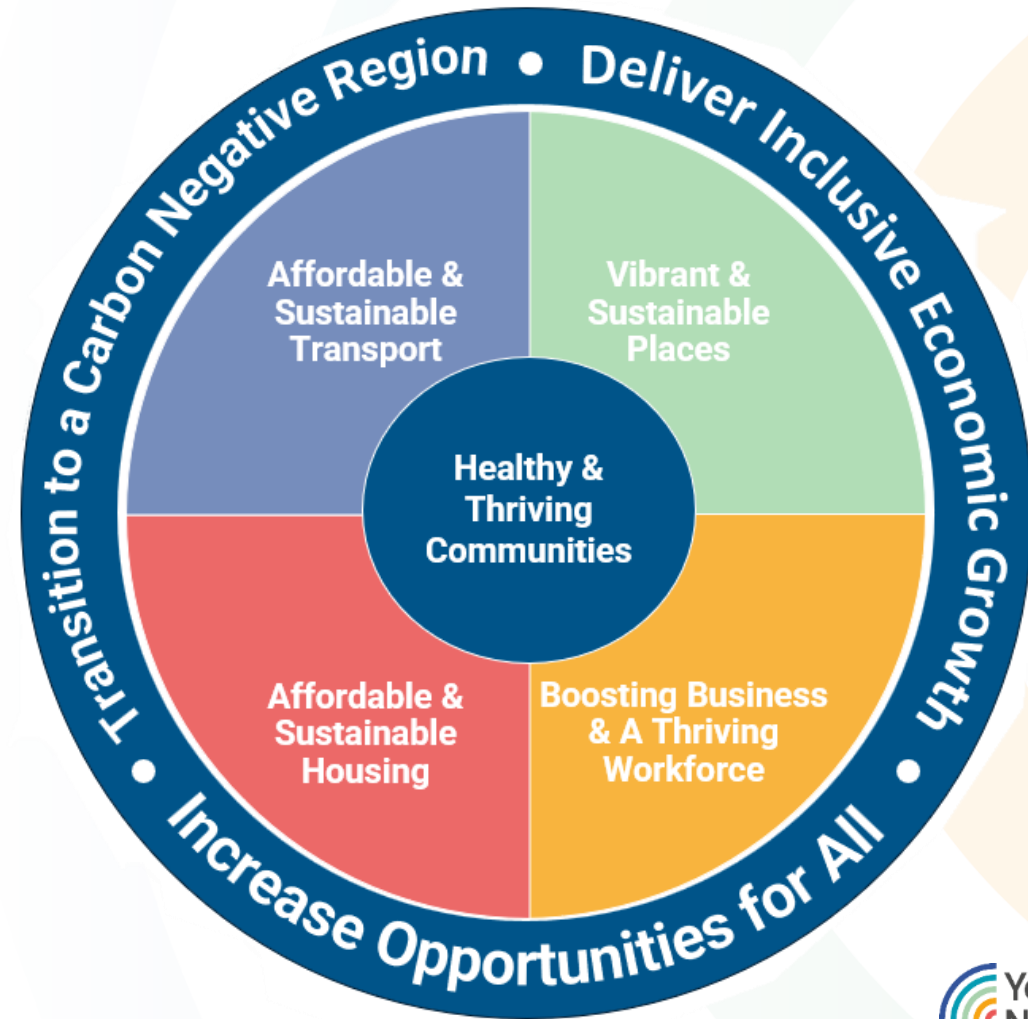 Transition to a Carbon Negative Region • Deliver Inclusive Economic Growth • Increase Opportunities for All •
Affordable &
Sustainable
Transport
Vibrant &
Sustainable
Places
Healthy &
Thriving
Communities
Affordable &
Sustainable
Housing
Boosting Business
& A Thriving
Workforce